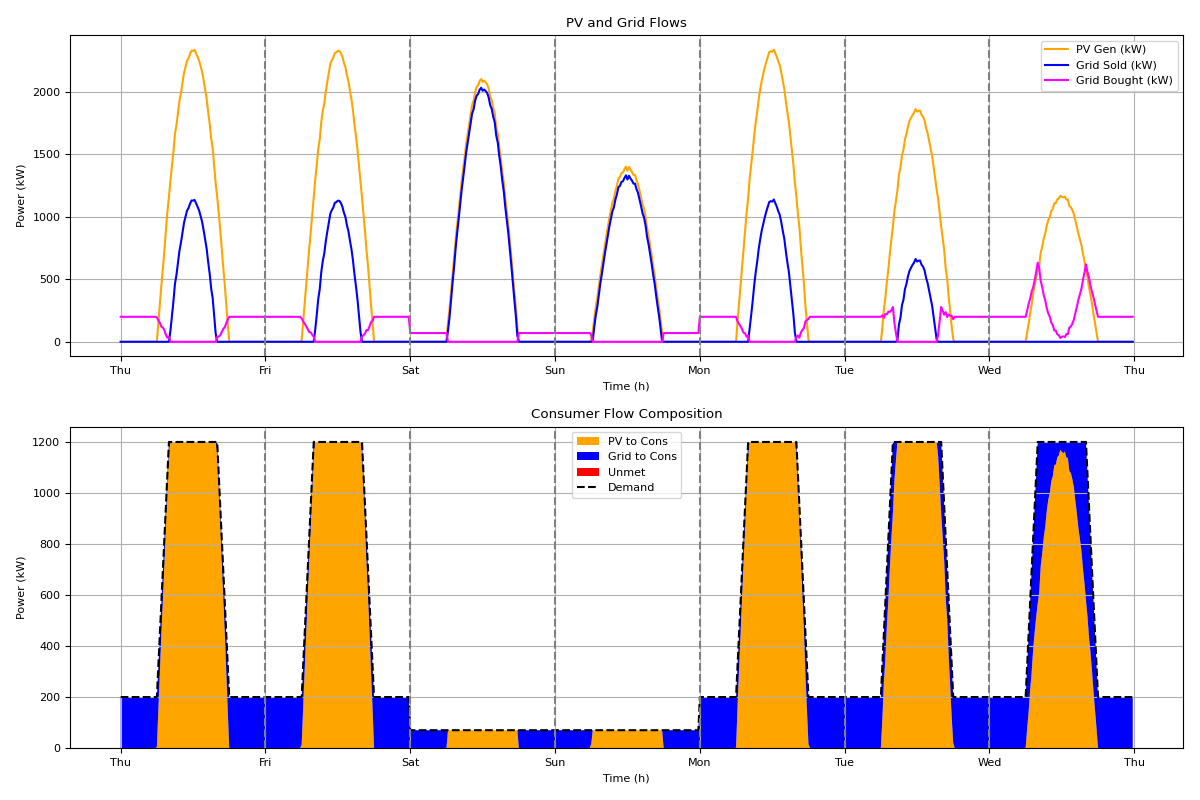 PV and Grid Flows
PV Gen (kW)
Grid Sold (kW)
Grid Bought (kW)
Power (kW)
2000
1500
1000
500
0
Thu Fri Sat Sun Mon Tue Wed Thu
Time (h)
Consumer Flow Composition
PV to Cons
Grid to Cons
Unmet
Demand
Power (kW)
1200
1000
800
600
400
200
0
Thu Fri Sat Sun Mon Tue Wed Thu
Time (h)